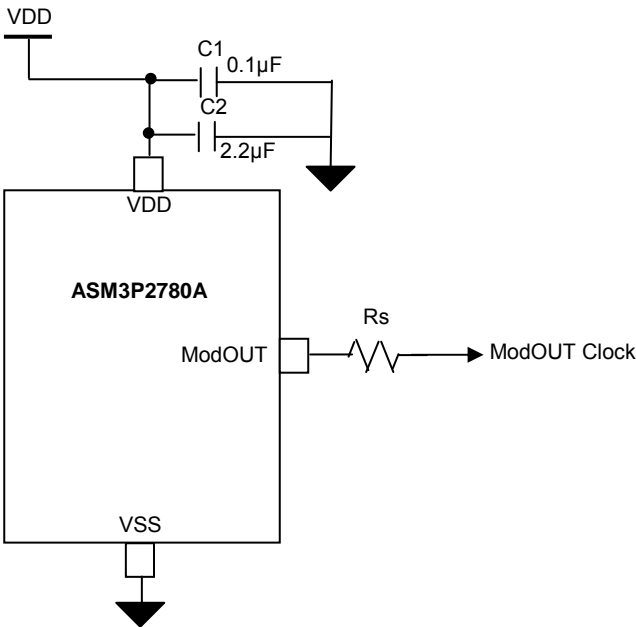 VDD
C1
0.1µF
C2
2.2µF
VDD
ASM3P2780A
Rs
ModOUT
ModOUT Clock
VSS